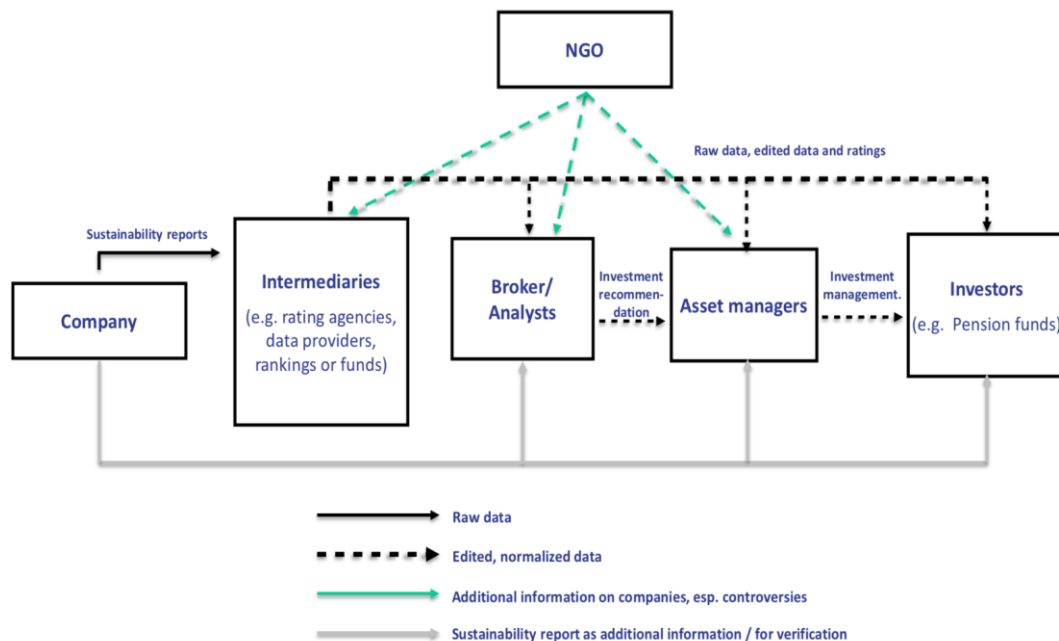 NGO
Raw data, edited data and ratings
Sustainability reports
Company
Intermediaries
(e.g. rating agencies,
data providers,
rankings or funds)
Broker/
Analysts
Investment
recommen-
dation
Asset managers
Investment
management.
Investors
(e.g. Pension funds)
Raw data
Edited, normalized data
Additional information on companies, esp. controversies
Sustainability report as additional information / for verification